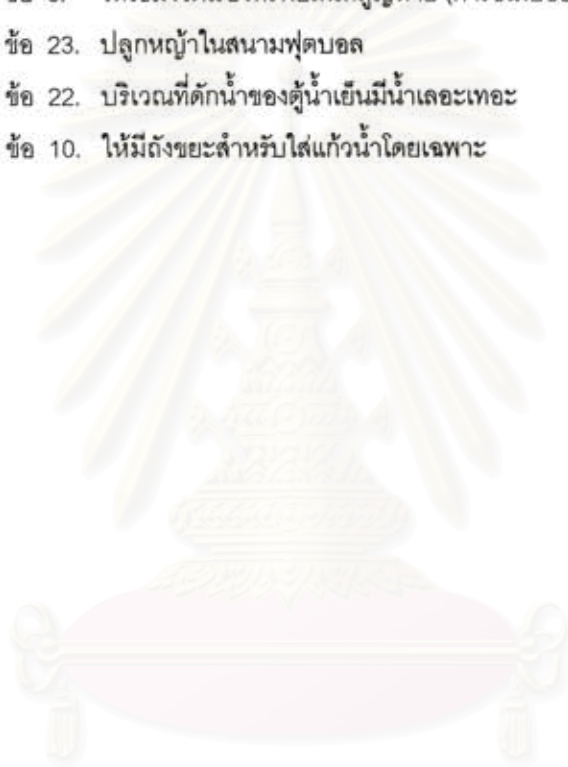 ข้อ 23. ปลูกหญ้าในสนามฟุตบอล
ข้อ 22. บริเวณที่ดักน้ำของตู้น้ำเย็นมีน้ำเลอะเทอะ
ข้อ 10. ให้มีถังขยะสำหรับใส่แก้วน้ำโดยเฉพาะ